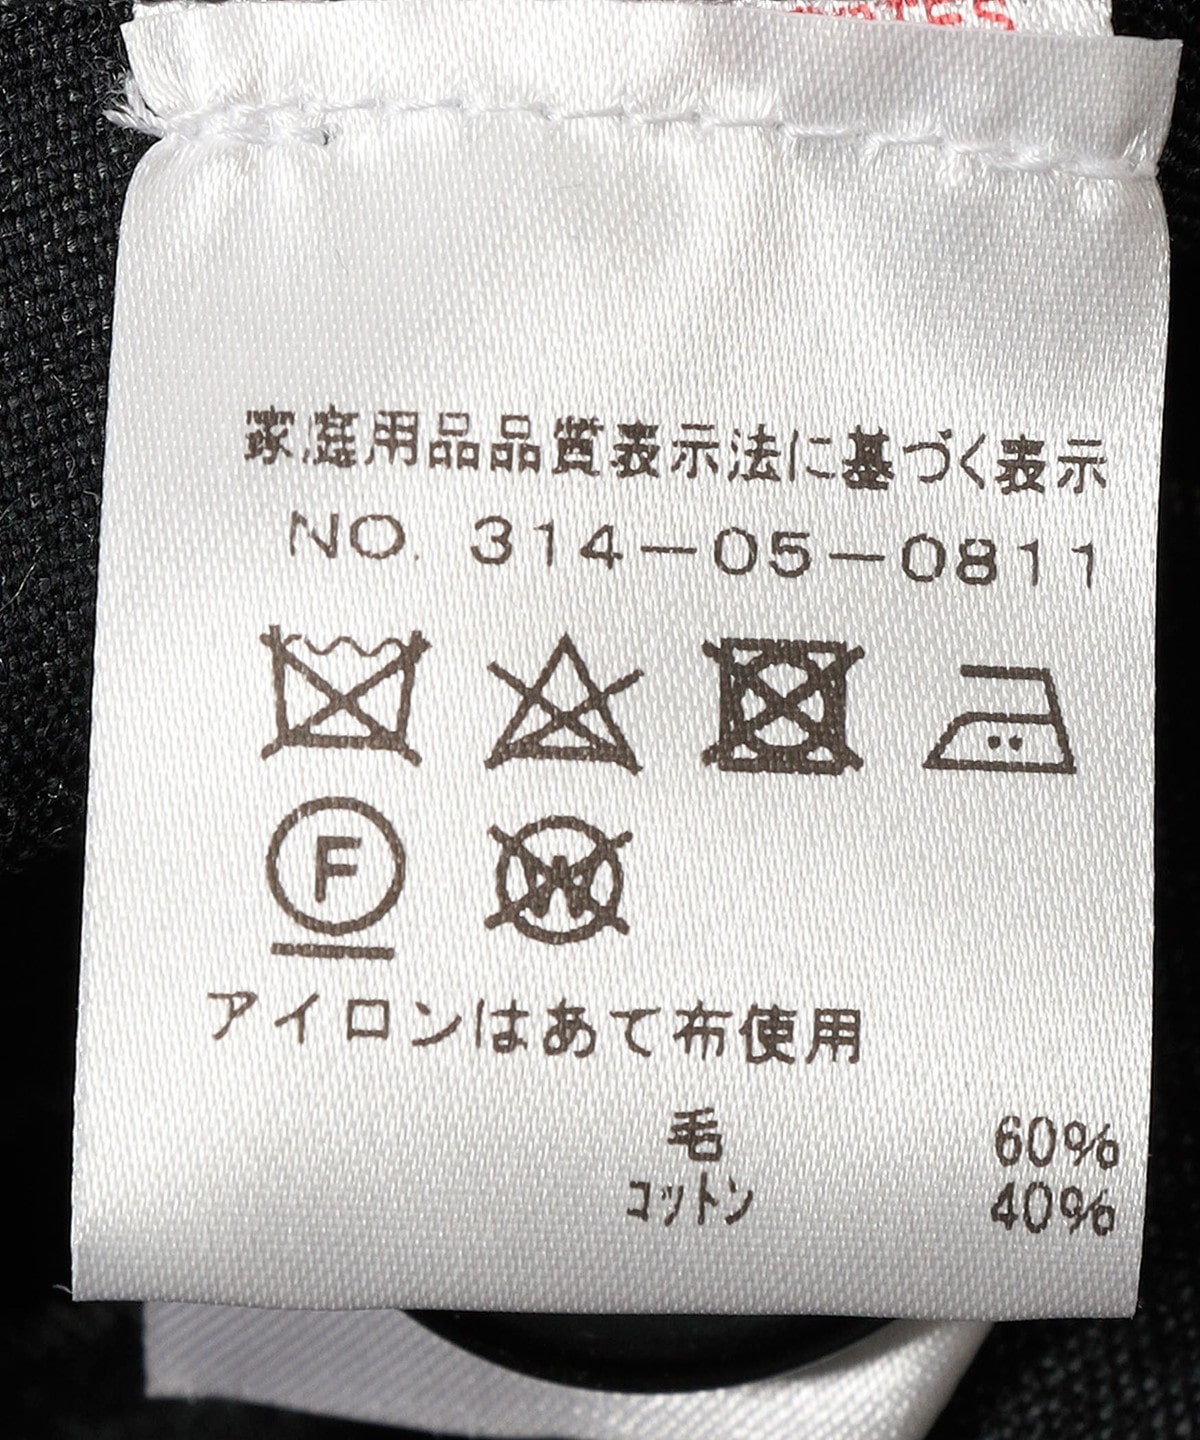 家庭用品品質表示法に基づく表示
NO. 314-05-0811
F
W
アイロンはあて布使用
毛 60%
コットン 40%